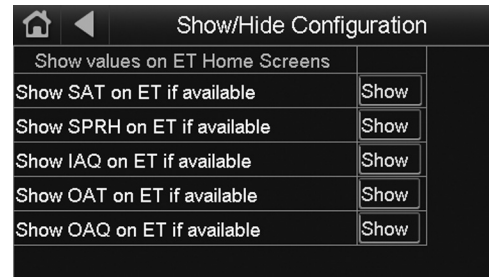 Show/Hide Configuration
Show values on ET Home Screens
Show SAT on ET if available Show
Show SPRH on ET if available Show
Show IAQ on ET if available Show
Show OAT on ET if available Show
Show OAQ on ET if available Show